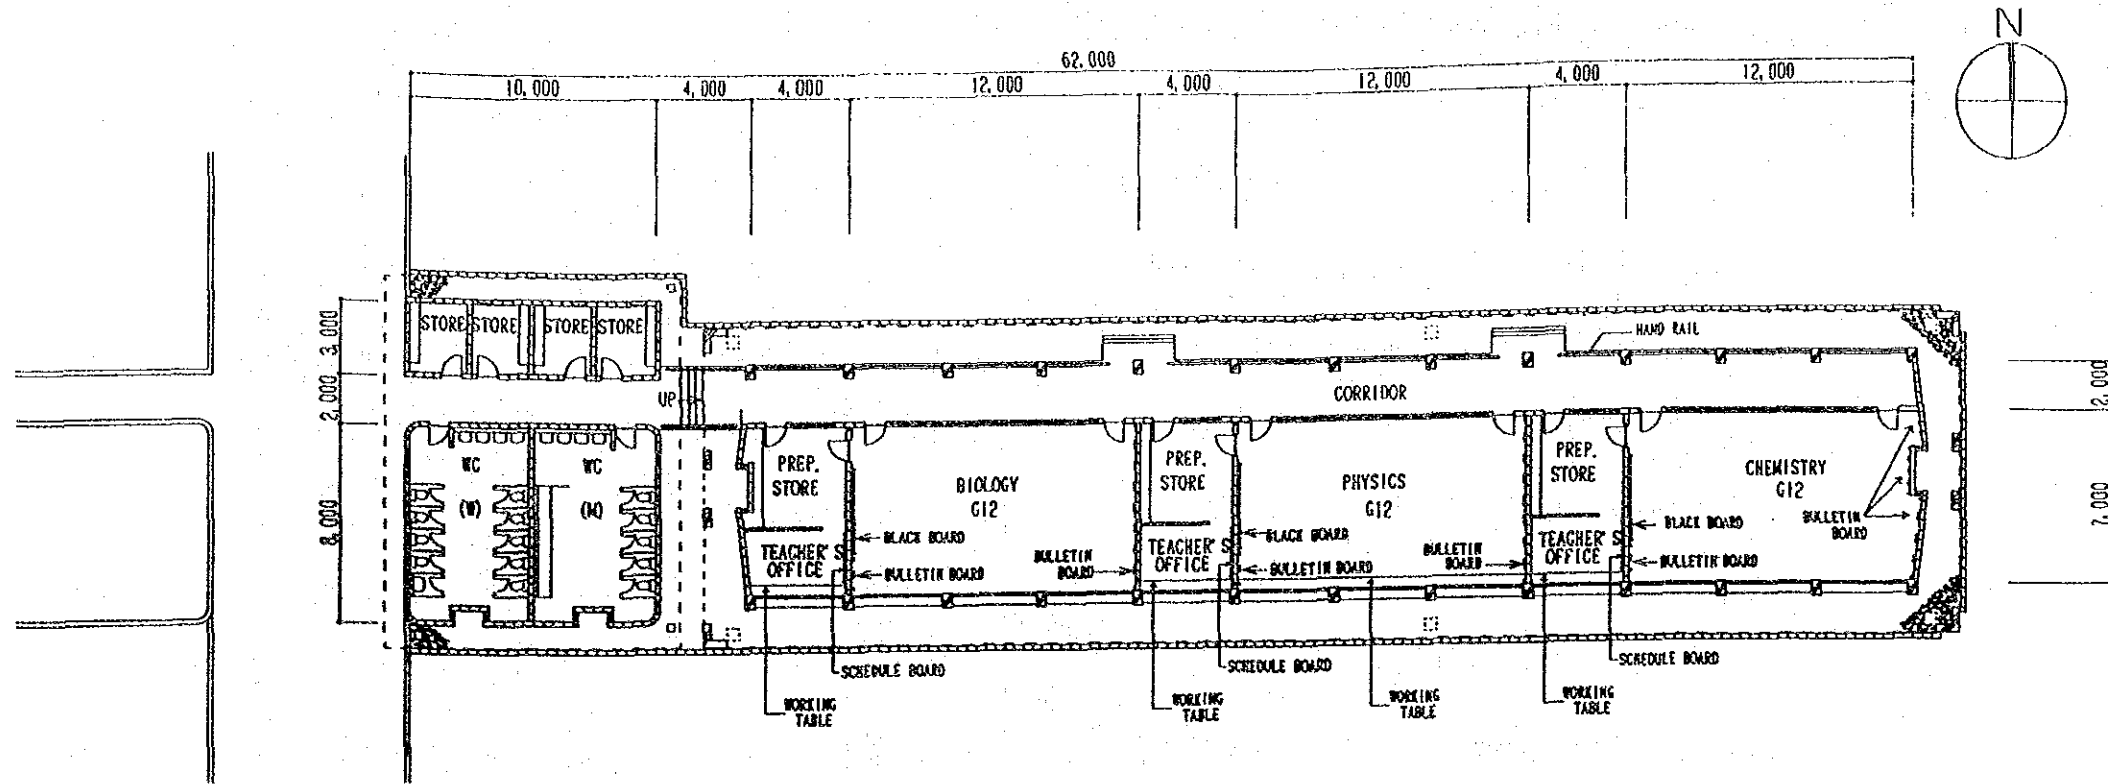 N
62,000
10,000 4,000 4,000 12,000 4,000 12,000 4,000 12,000
3,000
2,000
8,000
2,000
7,000
STORE STORE STORE STORE
HAND RAIL
UP
CORRIDOR
WC
(W)
WC
(M)
PREP.
STORE
BIOLOGY
G12
PREP.
STORE
PHYSICS
G12
PREP.
STORE
CHEMISTRY
G12
BULLETIN
BOARD
TEACHER'S
OFFICE
BLACK BOARD
BULLETIN BOARD
BULLETIN
BOARD
TEACHER'S
OFFICE
BLACK BOARD
BULLETIN BOARD
BULLETIN
BOARD
TEACHER'S
OFFICE
BLACK BOARD
BULLETIN BOARD
SCHEDULE BOARD
SCHEDULE BOARD
SCHEDULE BOARD
WORKING
TABLE
WORKING
TABLE
WORKING
TABLE
WORKING
TABLE